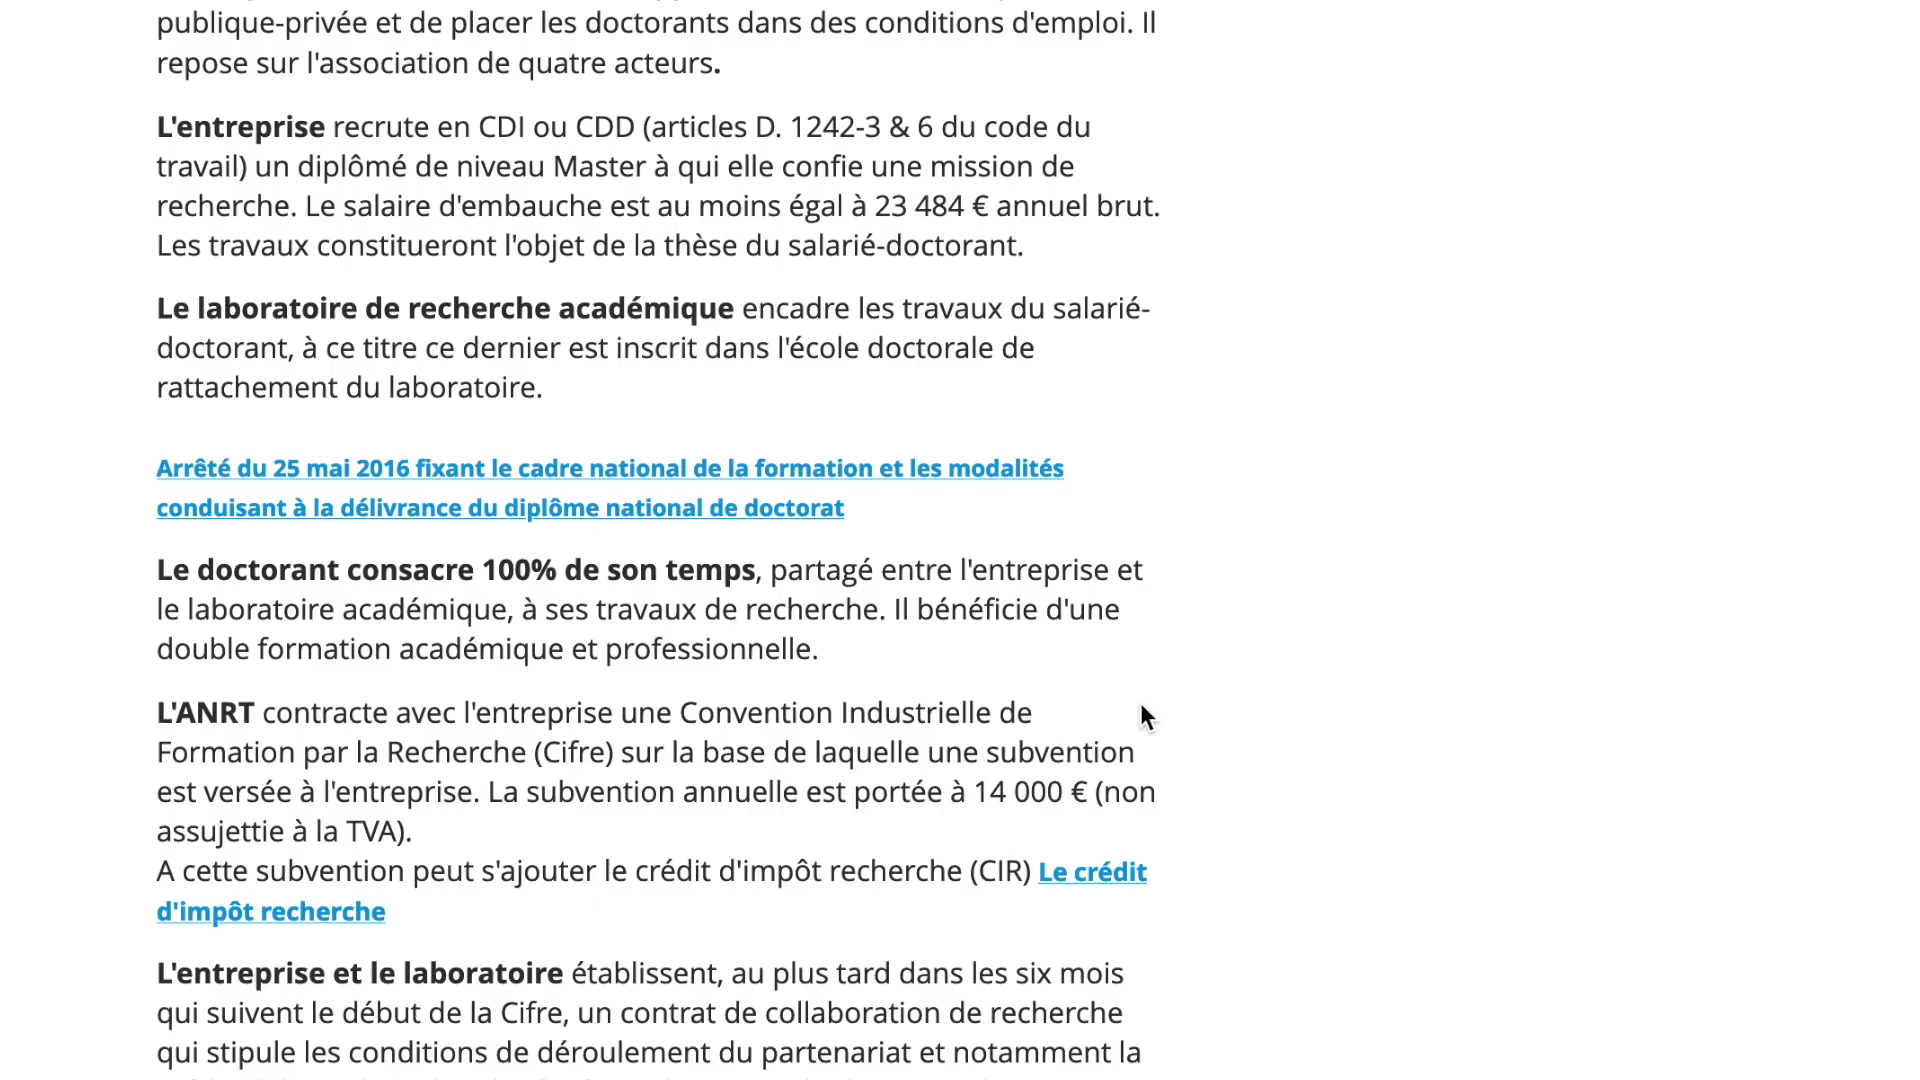 publique-privée et de placer les doctorants dans des conditions d'emploi. Il
repose sur l'association de quatre acteurs.
L'entreprise recrute en CDI ou CDD (articles D. 1242-3 & 6 du code du
travail) un diplômé de niveau Master à qui elle confie une mission de
recherche. Le salaire d'embauche est au moins égal à 23 484 € annuel brut.
Les travaux constitueront l'objet de la thèse du salarié-doctorant.
Le laboratoire de recherche académique encadre les travaux du salarié-
doctorant, à ce titre ce dernier est inscrit dans l'école doctorale de
rattachement du laboratoire.
Arrêté du 25 mai 2016 fixant le cadre national de la formation et les modalités
conduisant à la délivrance du diplôme national de doctorat
Le doctorant consacre 100% de son temps, partagé entre l'entreprise et
le laboratoire académique, à ses travaux de recherche. Il bénéficie d'une
double formation académique et professionnelle.
L'ANRT contracte avec l'entreprise une Convention Industrielle de
Formation par la Recherche (Cifre) sur la base de laquelle une subvention
est versée à l'entreprise. La subvention annuelle est portée à 14 000 € (non
assujettie à la TVA).
A cette subvention peut s'ajouter le crédit d'impôt recherche (CIR) Le crédit
d'impôt recherche
L'entreprise et le laboratoire établissent, au plus tard dans les six mois
qui suivent le début de la Cifre, un contrat de collaboration de recherche
qui stipule les conditions de déroulement du partenariat et notamment la